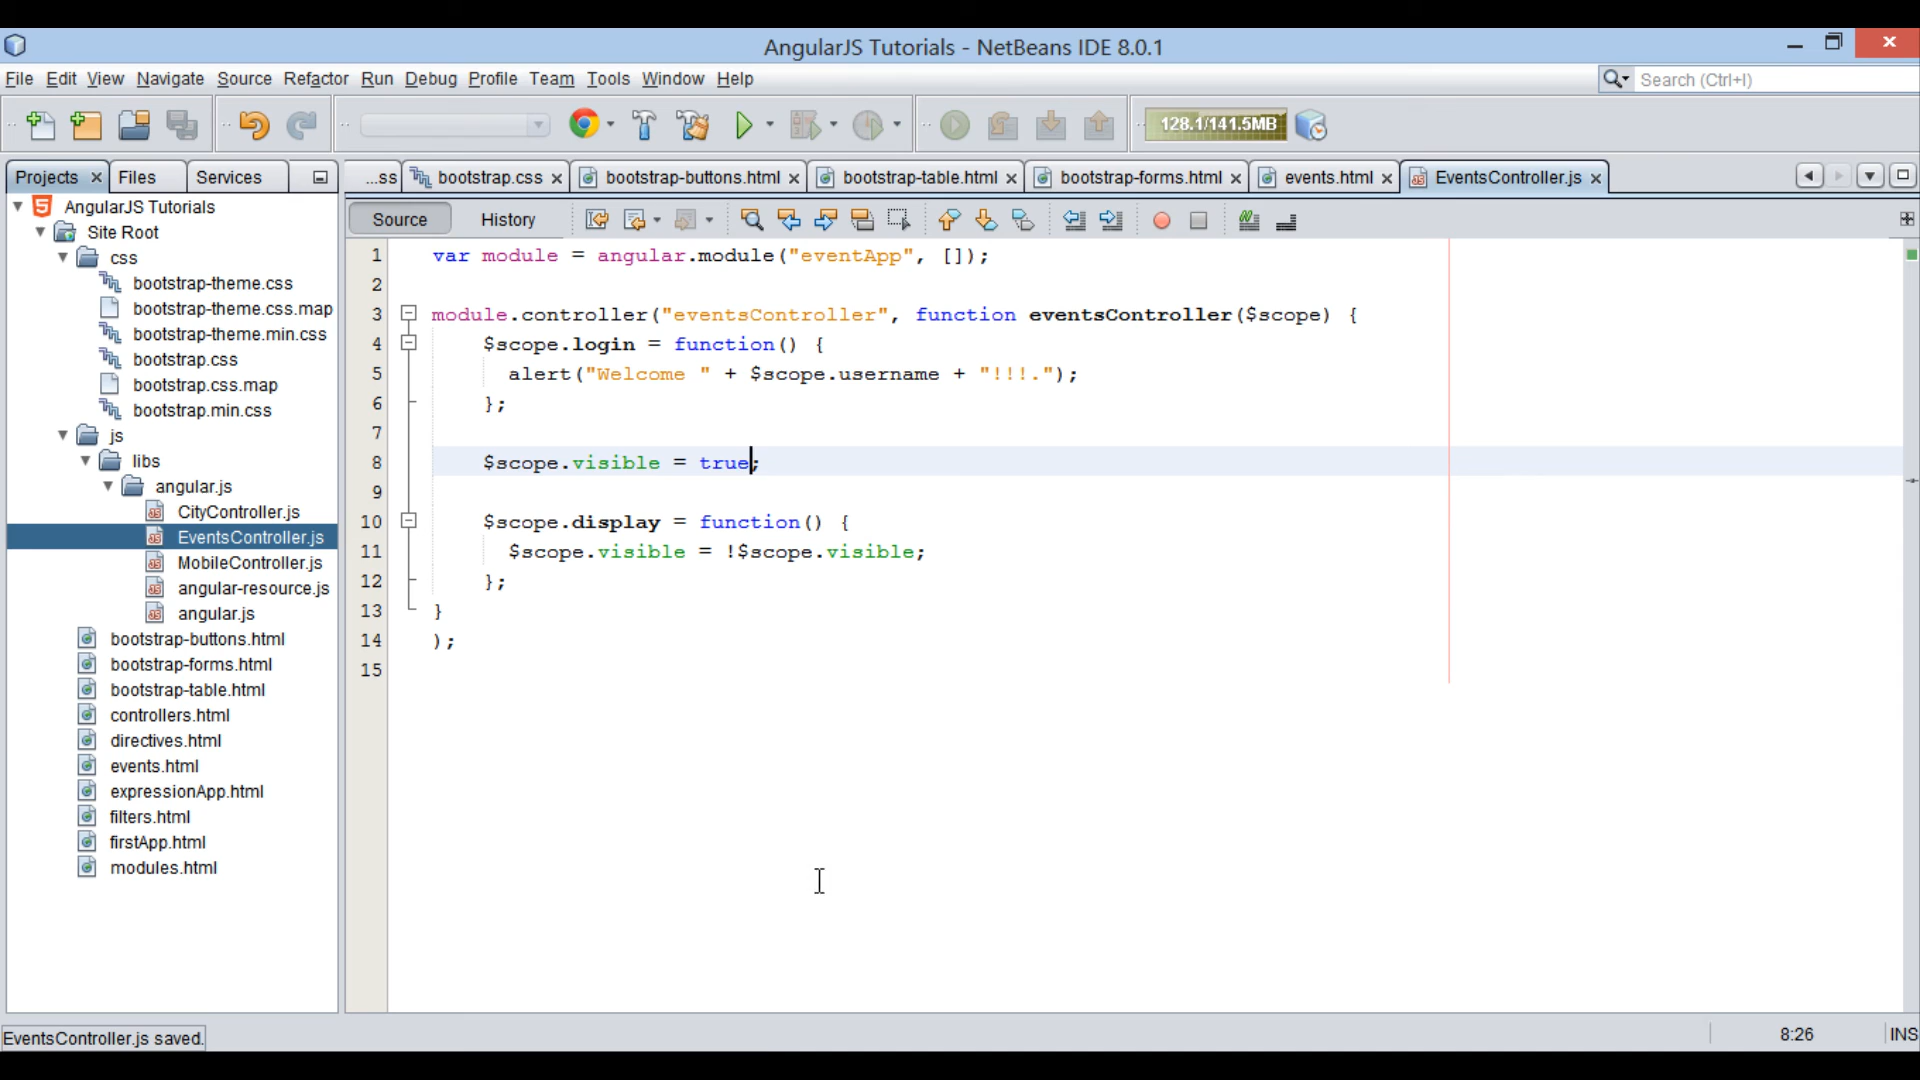 AngularJS Tutorials - NetBeans IDE 8.0.1
File Edit View Navigate Source Refactor Run Debug Profile Team Tools Window Help
Search (Ctrl+I)
128.1/141.5MB
Projects Files Services
...ss bootstrap.css bootstrap-buttons.html bootstrap-table.html bootstrap-forms.html events.html EventsController.js
Source History
AngularJS Tutorials
Site Root
css
bootstrap-theme.css
bootstrap-theme.css.map
bootstrap-theme.min.css
bootstrap.css
bootstrap.css.map
bootstrap.min.css
js
libs
angular.js
CityController.js
EventsController.js
MobileController.js
angular-resource.js
angular.js
bootstrap-buttons.html
bootstrap-forms.html
bootstrap-table.html
controllers.html
directives.html
events.html
expressionApp.html
filters.html
firstApp.html
modules.html
1 var module = angular.module("eventApp", []);
2
3 module.controller("eventsController", function eventsController($scope) {
4 $scope.login = function() {
5 alert("Welcome " + $scope.username + "!!!.");
6 };
7
8 $scope.visible = true;
9
10 $scope.display = function() {
11 $scope.visible = !$scope.visible;
12 };
13 }
14 );
15
EventsController.js saved.
8:26
INS